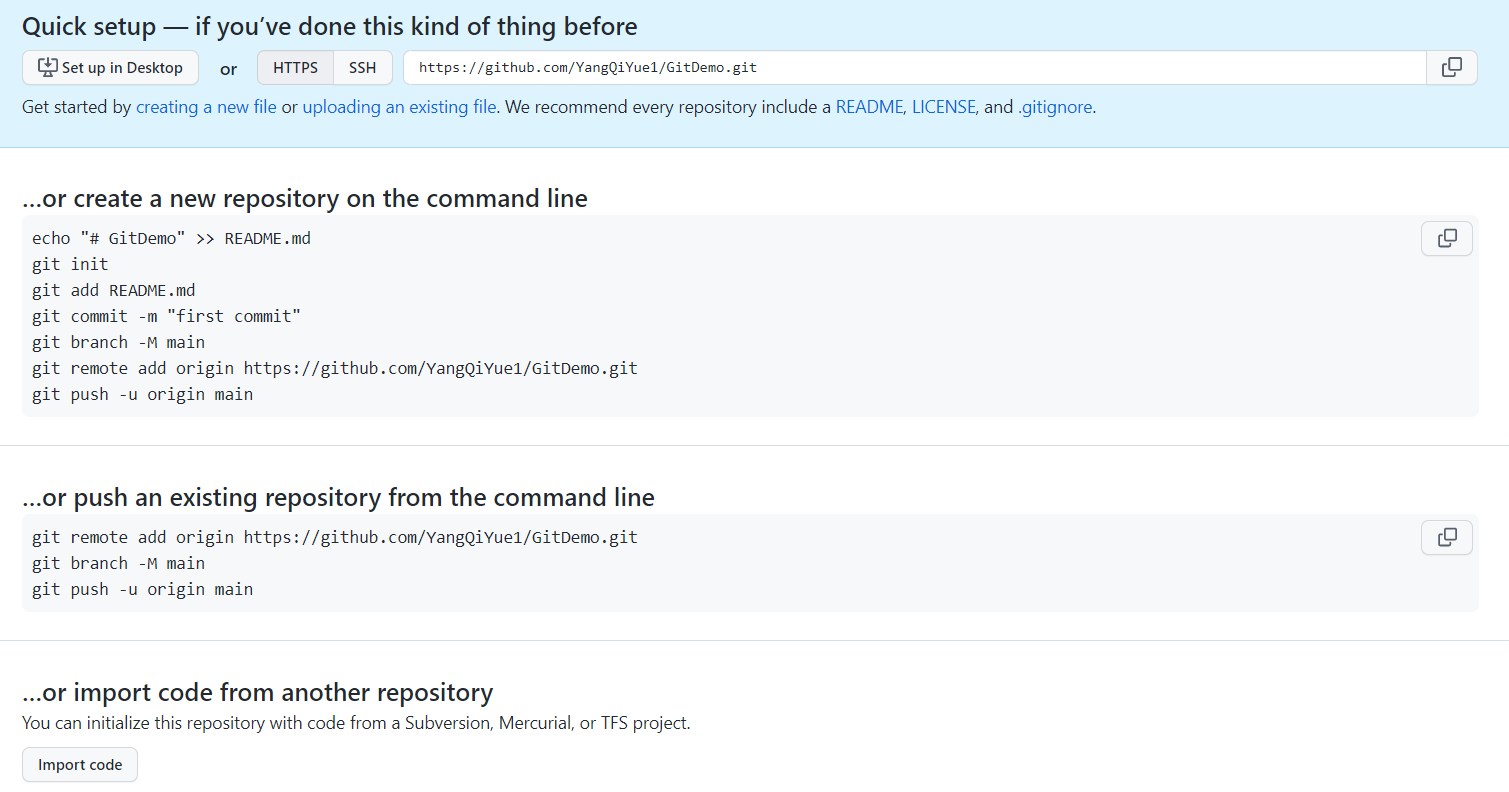 Quick setup — if you’ve done this kind of thing before
Set up in Desktop or HTTPS SSH https://github.com/YangQiYue1/GitDemo.git
Get started by creating a new file or uploading an existing file. We recommend every repository include a README, LICENSE, and .gitignore.
…or create a new repository on the command line
echo "# GitDemo" >> README.md
git init
git add README.md
git commit -m "first commit"
git branch -M main
git remote add origin https://github.com/YangQiYue1/GitDemo.git
git push -u origin main
…or push an existing repository from the command line
git remote add origin https://github.com/YangQiYue1/GitDemo.git
git branch -M main
git push -u origin main
…or import code from another repository
You can initialize this repository with code from a Subversion, Mercurial, or TFS project.
Import code